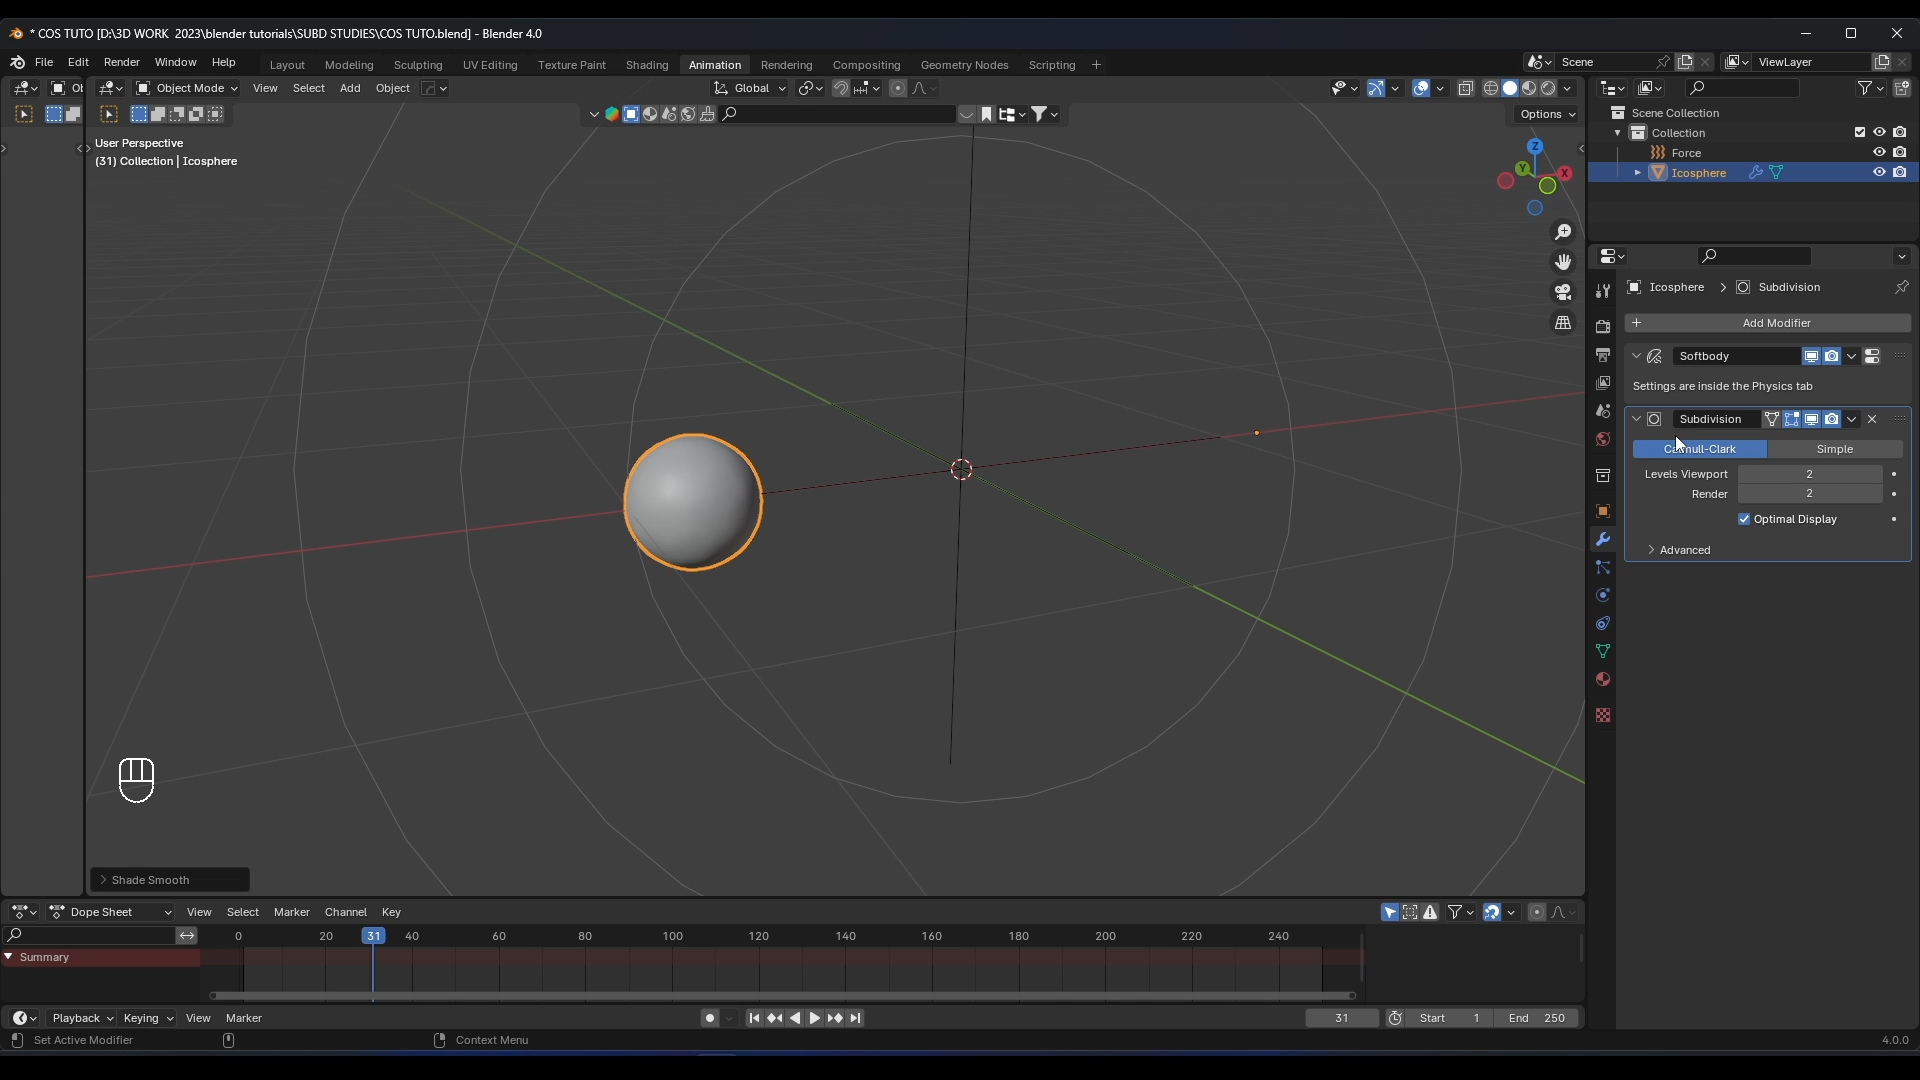 * COS TUTO [D:\3D WORK  2023\blender tutorials\SUBD STUDIES\COS TUTO.blend] - Blender 4.0
File Edit Render Window Help Layout Modeling Sculpting UV Editing Texture Paint Shading Animation Rendering Compositing Geometry Nodes Scripting + Scene ViewLayer
Ob Object Mode View Select Add Object Global
Options
User Perspective
(31) Collection | Icosphere
Z
Y
X
Scene Collection
Collection
Force
Icosphere
Icosphere > Subdivision
+ Add Modifier
Softbody
Settings are inside the Physics tab
Subdivision
Simple
Levels Viewport 2
Render 2
Optimal Display
Advanced
Shade Smooth
Dope Sheet View Select Marker Channel Key
0 20 31 40 60 80 100 120 140 160 180 200 220 240
Summary
Playback Keying View Marker 31 Start 1 End 250
Set Active Modifier Context Menu 4.0.0